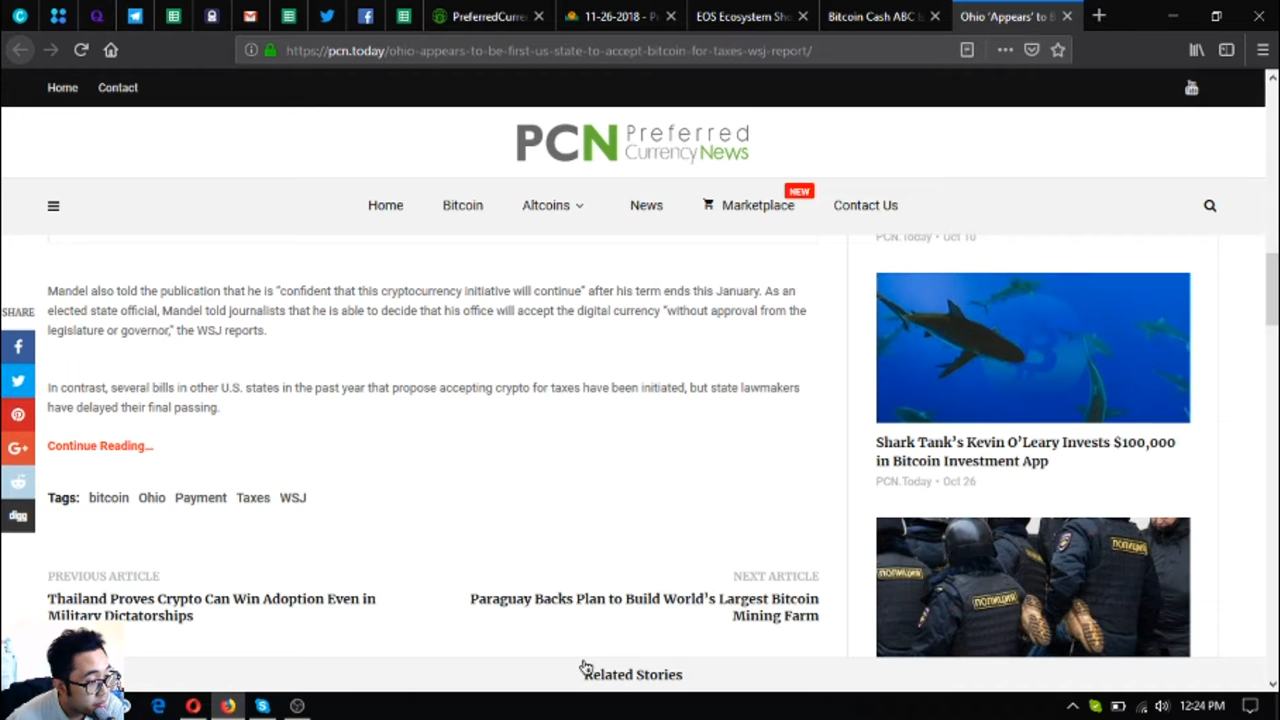 PreferredCurre
11-26-2018 - P
EOS Ecosystem Sho
Bitcoin Cash ABC
Ohio 'Appears' to B
https://pcn.today/ohio-appears-to-be-first-us-state-to-accept-bitcoin-for-taxes-wsj-report/
Home Contact
You
PCN Preferred
CurrencyNews
NEW
Home Bitcoin Altcoins News Marketplace Contact Us
PCN.Today • Oct 10
Mandel also told the publication that he is "confident that this cryptocurrency initiative will continue" after his term ends this January. As an
elected state official, Mandel told journalists that he is able to decide that his office will accept the digital currency "without approval from the
legislature or governor," the WSJ reports.
SHARE
In contrast, several bills in other U.S. states in the past year that propose accepting crypto for taxes have been initiated, but state lawmakers
have delayed their final passing.
Continue Reading...
Tags: bitcoin Ohio Payment Taxes WSJ
digg
Shark Tank's Kevin O'Leary Invests $100,000
in Bitcoin Investment App
PCN.Today • Oct 26
ПОЛИЦИЯ
ПОЛИЦИЯ
ПОЛИЦИЯ
PREVIOUS ARTICLE
Thailand Proves Crypto Can Win Adoption Even in
Military Dictatorships
NEXT ARTICLE
Paraguay Backs Plan to Build World's Largest Bitcoin
Mining Farm
Related Stories
12:24 PM